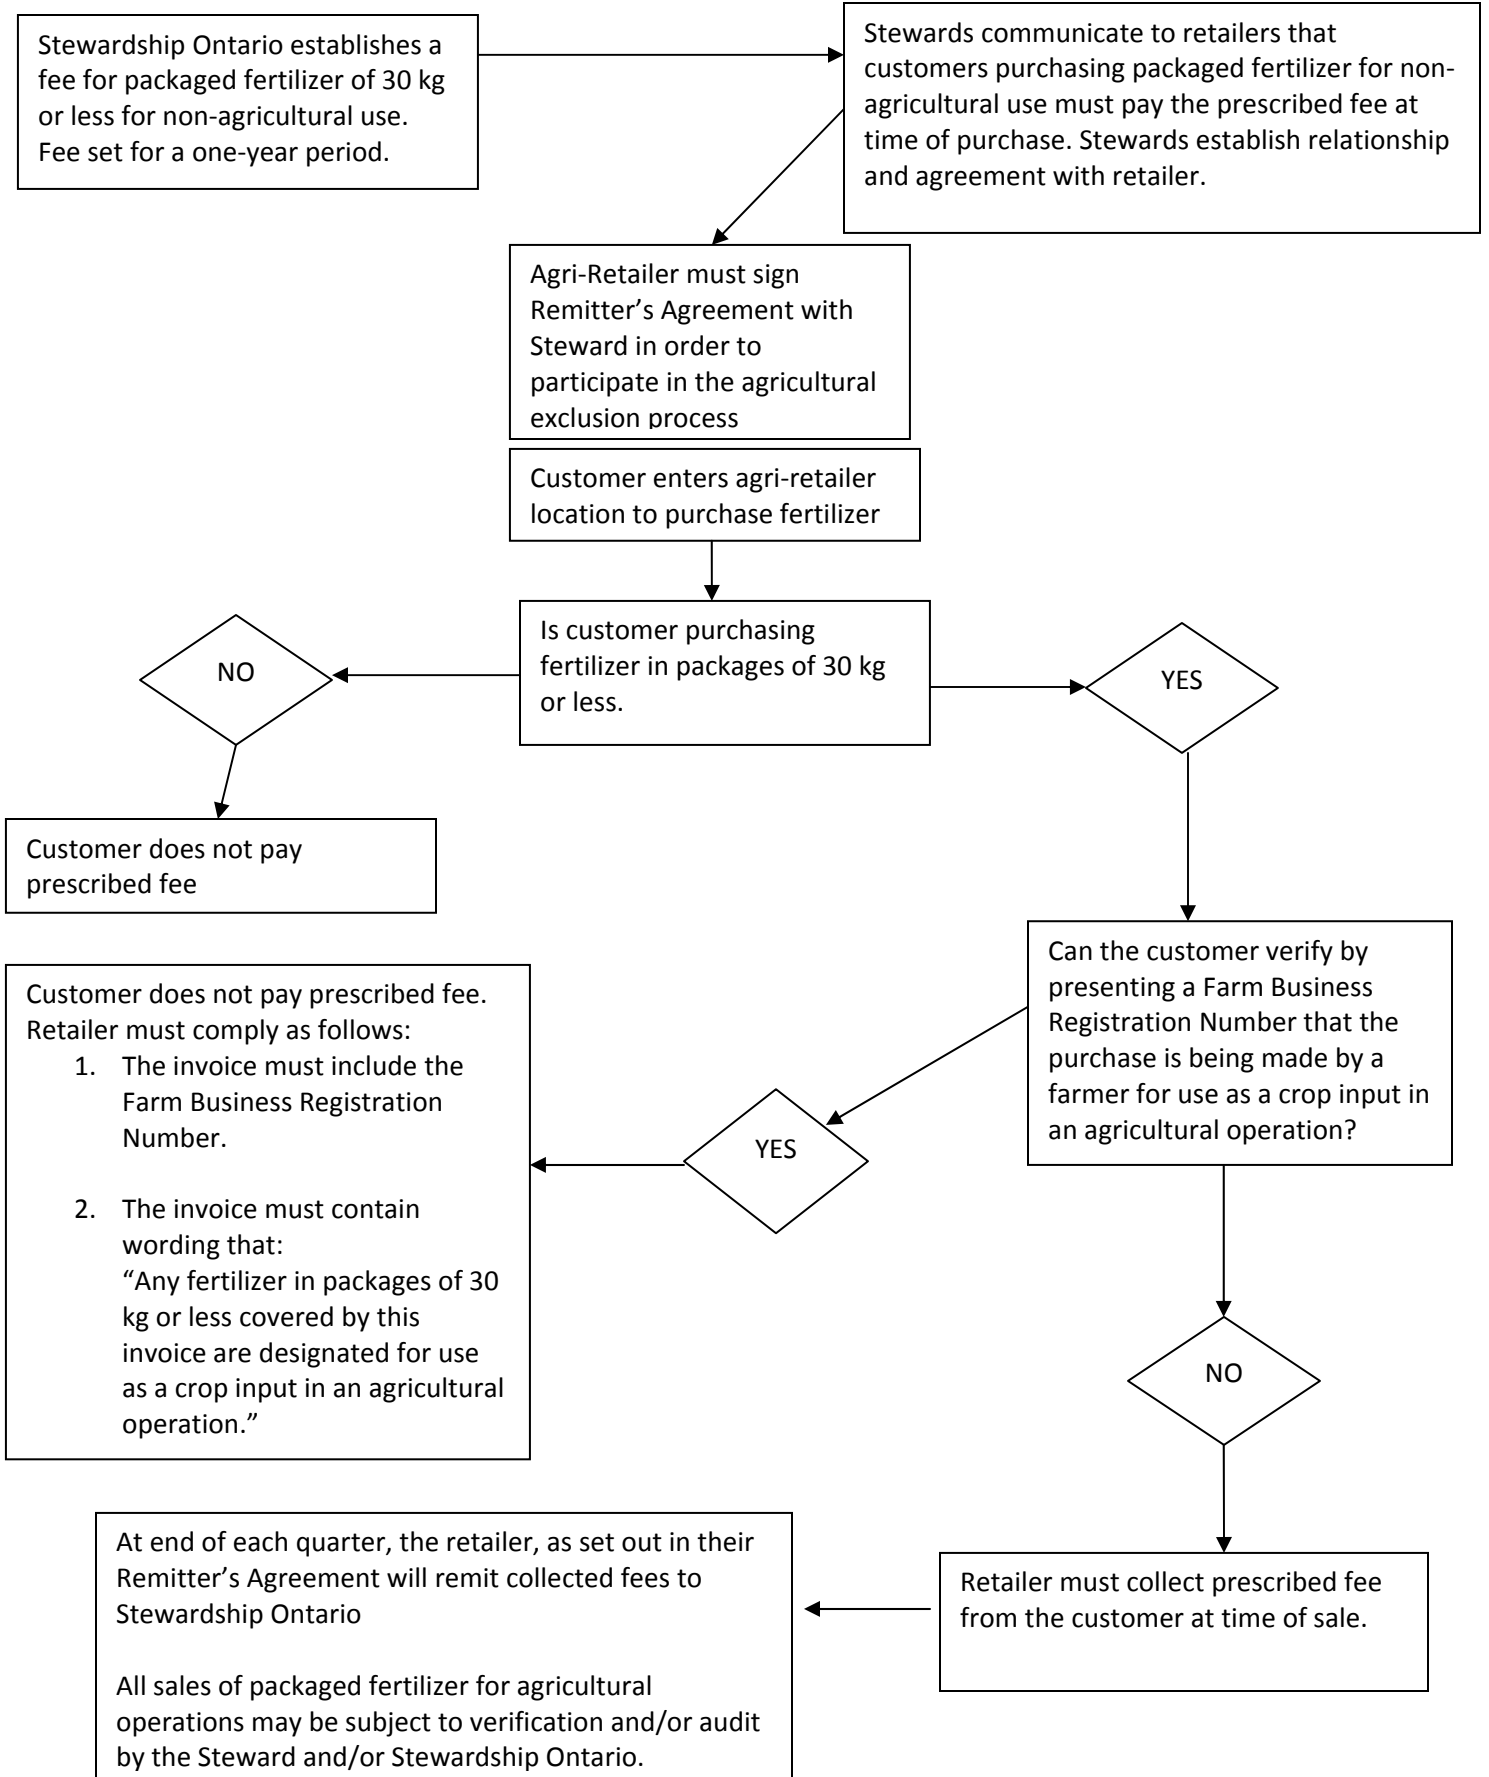 Stewardship Ontario establishes a
fee for packaged fertilizer of 30 kg
or less for non-agricultural use.
Fee set for a one-year period.
Stewards communicate to retailers that
customers purchasing packaged fertilizer for non-
agricultural use must pay the prescribed fee at
time of purchase. Stewards establish relationship
and agreement with retailer.
Agri-Retailer must sign
Remitter’s Agreement with
Steward in order to
participate in the agricultural
exclusion process
Customer enters agri-retailer
location to purchase fertilizer
Is customer purchasing
fertilizer in packages of 30 kg
or less.
NO
YES
Customer does not pay
prescribed fee
Can the customer verify by
presenting a Farm Business
Registration Number that the
purchase is being made by a
farmer for use as a crop input in
an agricultural operation?
YES
Customer does not pay prescribed fee.
Retailer must comply as follows:
1. The invoice must include the
Farm Business Registration
Number.
2. The invoice must contain
wording that:
“Any fertilizer in packages of 30
kg or less covered by this
invoice are designated for use
as a crop input in an agricultural
operation.”
NO
Retailer must collect prescribed fee
from the customer at time of sale.
At end of each quarter, the retailer, as set out in their
Remitter’s Agreement will remit collected fees to
Stewardship Ontario
All sales of packaged fertilizer for agricultural
operations may be subject to verification and/or audit
by the Steward and/or Stewardship Ontario.